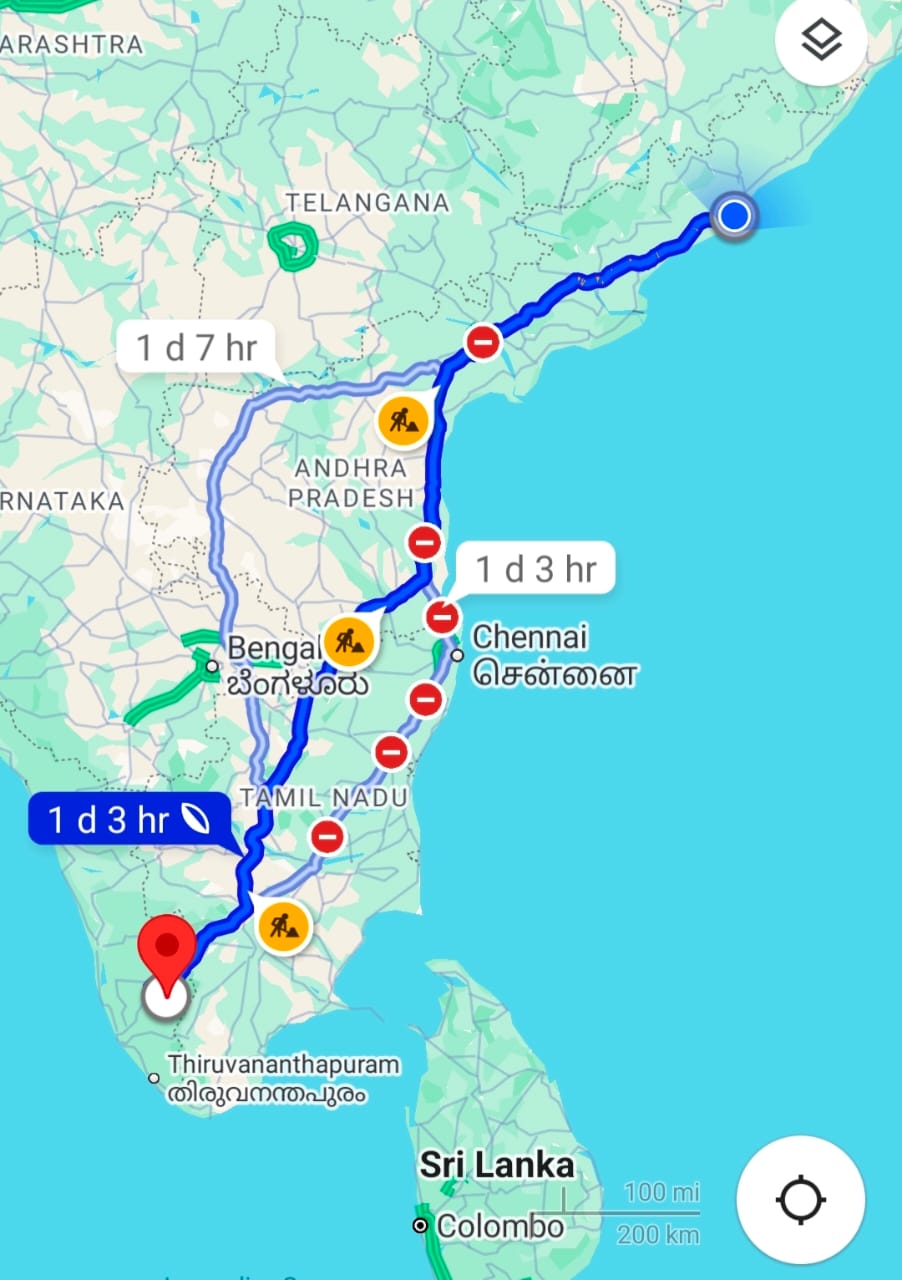 ARASHTRA
TELANGANA
1 d 7 hr
ANDHRA
PRADESH
RNATAKA
1 d 3 hr
Chennai
சென்னை
Bengal
ಬೆಂಗಳೂರು
TAMIL NADU
1 d 3 hr
Thiruvananthapuram
തിരുവനന്തപുരം
Sri Lanka
100 mi
200 km
Colombo